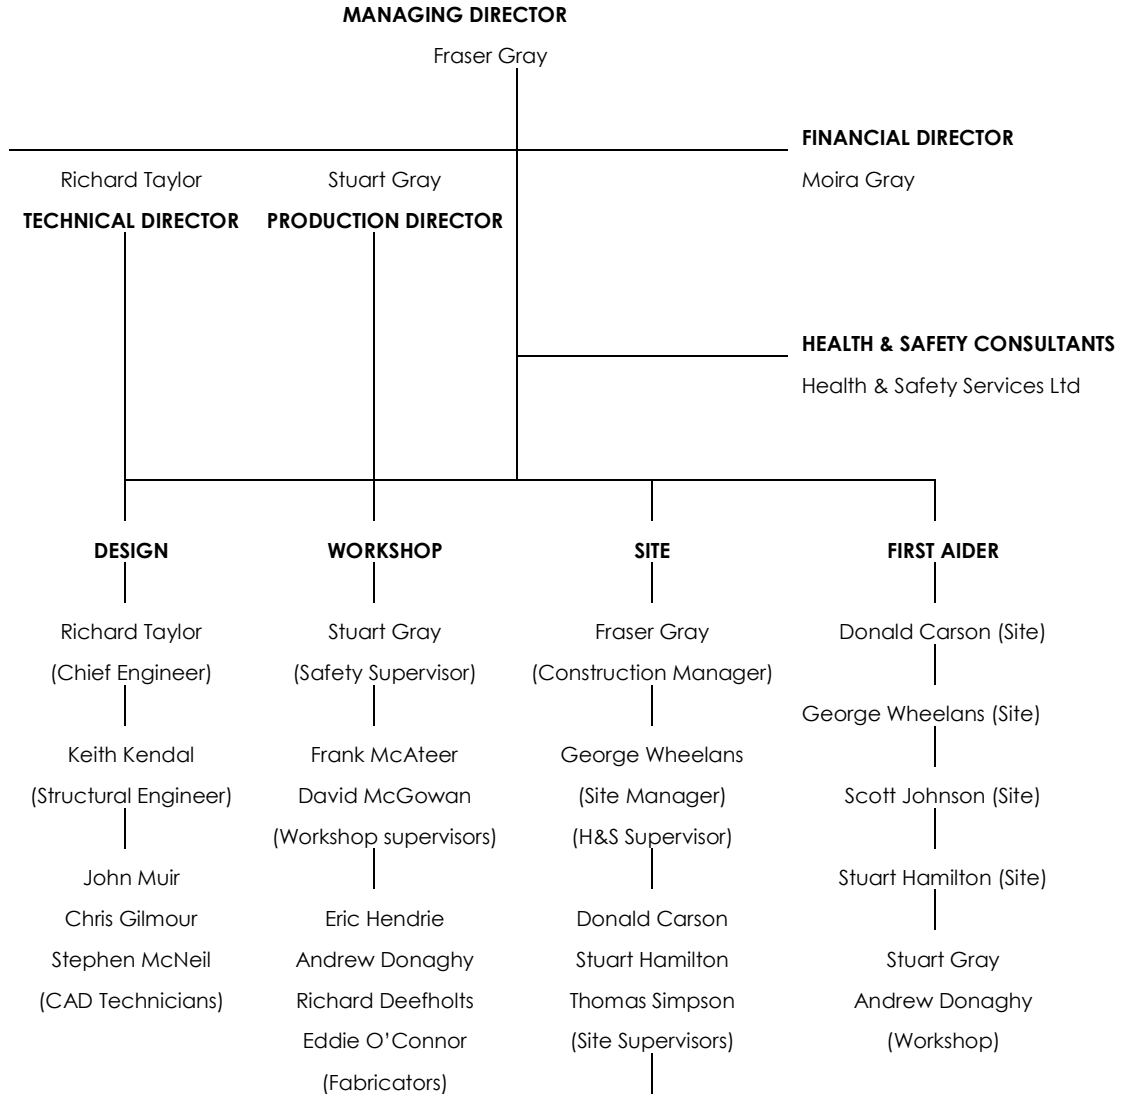 MANAGING DIRECTOR
Fraser Gray
FINANCIAL DIRECTOR
Moira Gray
Richard Taylor
TECHNICAL DIRECTOR
Stuart Gray
PRODUCTION DIRECTOR
HEALTH & SAFETY CONSULTANTS
Health & Safety Services Ltd
DESIGN
Richard Taylor
(Chief Engineer)
Keith Kendal
(Structural Engineer)
John Muir
Chris Gilmour
Stephen McNeil
(CAD Technicians)
WORKSHOP
Stuart Gray
(Safety Supervisor)
Frank McAteer
David McGowan
(Workshop supervisors)
Eric Hendrie
Andrew Donaghy
Richard Deefholts
Eddie O’Connor
(Fabricators)
SITE
Fraser Gray
(Construction Manager)
George Wheelans
(Site Manager)
(H&S Supervisor)
Donald Carson
Stuart Hamilton
Thomas Simpson
(Site Supervisors)
FIRST AIDER
Donald Carson (Site)
George Wheelans (Site)
Scott Johnson (Site)
Stuart Hamilton (Site)
Stuart Gray
Andrew Donaghy
(Workshop)